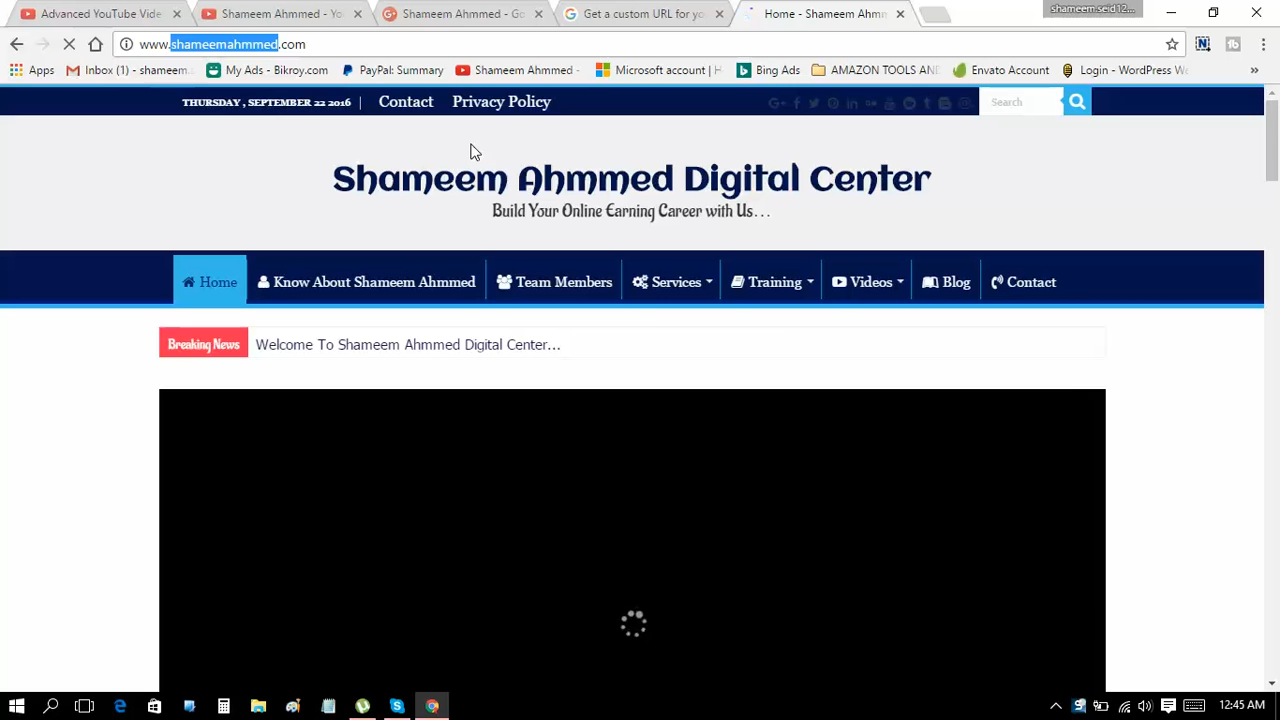 Advanced YouTube Vide
Shameem Ahmmed - Yo
Shameem Ahmmed - Go
Get a custom URL for yo
Home - Shameem Ahmm
shameem.seid12...
www.shameemahmmed.com
Apps
Inbox (1) - shameem
My Ads - Bikroy.com
PayPal: Summary
Shameem Ahmmed -
Microsoft account | H
Bing Ads
AMAZON TOOLS AND
Envato Account
Login - WordPress W
THURSDAY , SEPTEMBER 22 2016
Contact
Privacy Policy
Search
Shameem Ahmmed Digital Center
Build Your Online Earning Career with Us...
Home
Know About Shameem Ahmmed
Team Members
Services
Training
Videos
Blog
Contact
Breaking News
Welcome To Shameem Ahmmed Digital Center...
12:45 AM